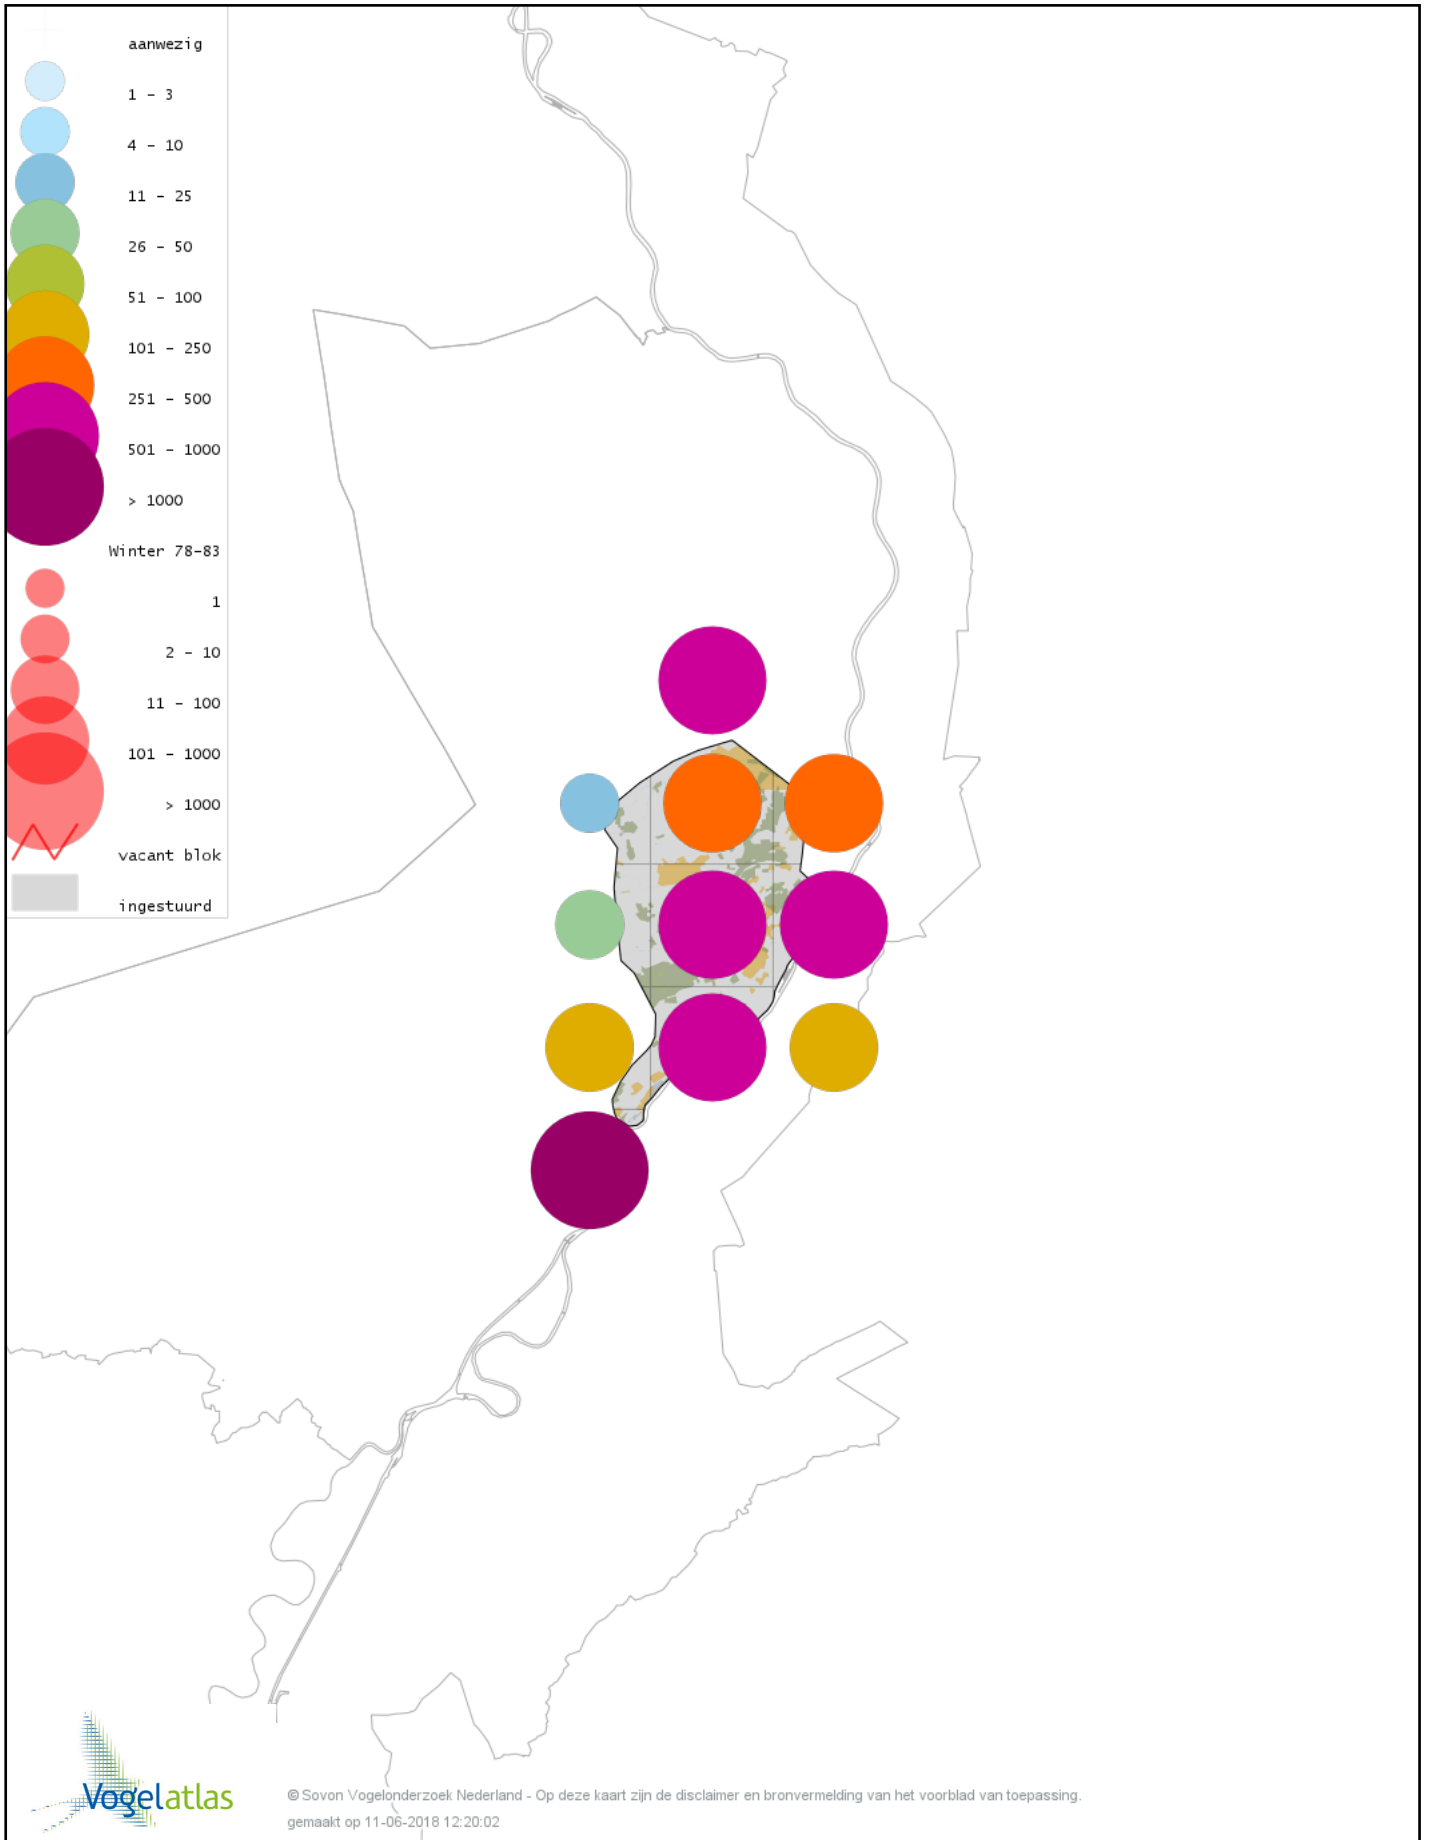 aanwezig
1 - 3
4 - 10
11 - 25
26 - 50
51 - 100
101 - 250
251 - 500
501 - 1000
> 1000
Winter 78-83
1
2 - 10
11 - 100
101 - 1000
> 1000
vacant blok
ingestuurd
Vogelatlas
© Sovon Vogelonderzoek Nederland - Op deze kaart zijn de disclaimer en bronvermelding van het voorblad van toepassing.
gemaakt op 11-06-2018 12:20:02